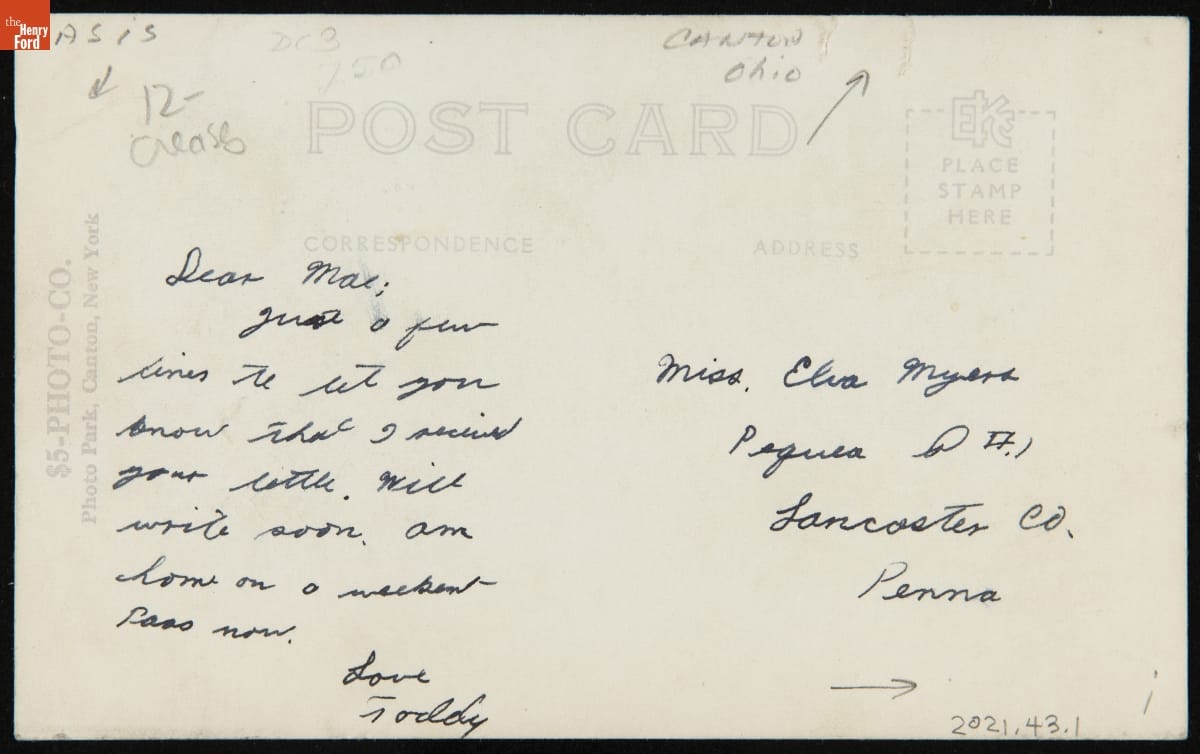 the
Henry
Ford
AS IS
DC3
750
CANTON
Ohio
12-
crease
POST CARD
EKC
PLACE
STAMP
HERE
CORRESPONDENCE
ADDRESS
$5-PHOTO-CO.
Photo Park, Canton, New York
Dear Mae;
Just a few
lines to let you
know that I received
your letter. Will
write soon. Am
home on a weekend
Pass now.
Love
Toddy
Miss. Elva Myers
Pequea
Lancaster Co.
Penna
2021.43.1